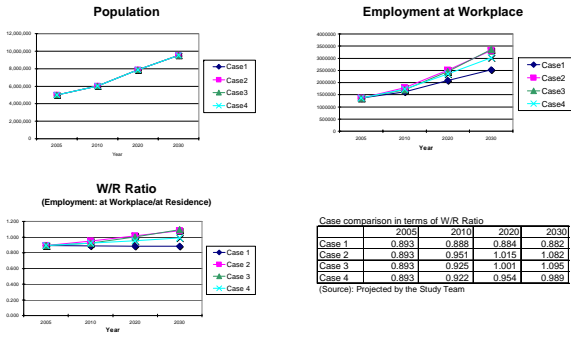 Population
12,000,000
10,000,000
8,000,000
6,000,000
4,000,000
2,000,000
0
2005 2010 2020 2030
Year
Case1
Case2
Case3
Case4
Employment at Workplace
4000000
3500000
3000000
2500000
2000000
1500000
1000000
500000
0
2005 2010 2020 2030
Year
Case1
Case2
Case3
Case4
W/R Ratio
(Employment: at Workplace/at Residence)
1.200
1.000
0.800
0.600
0.400
0.200
0.000
2005 2010 2020 2030
Year
Case 1
Case 2
Case 3
Case 4
Case comparison in terms of W/R Ratio
2005 2010 2020 2030
Case 1 0.893 0.888 0.884 0.882
Case 2 0.893 0.951 1.015 1.082
Case 3 0.893 0.925 1.001 1.095
Case 4 0.893 0.922 0.954 0.989
(Source): Projected by the Study Team